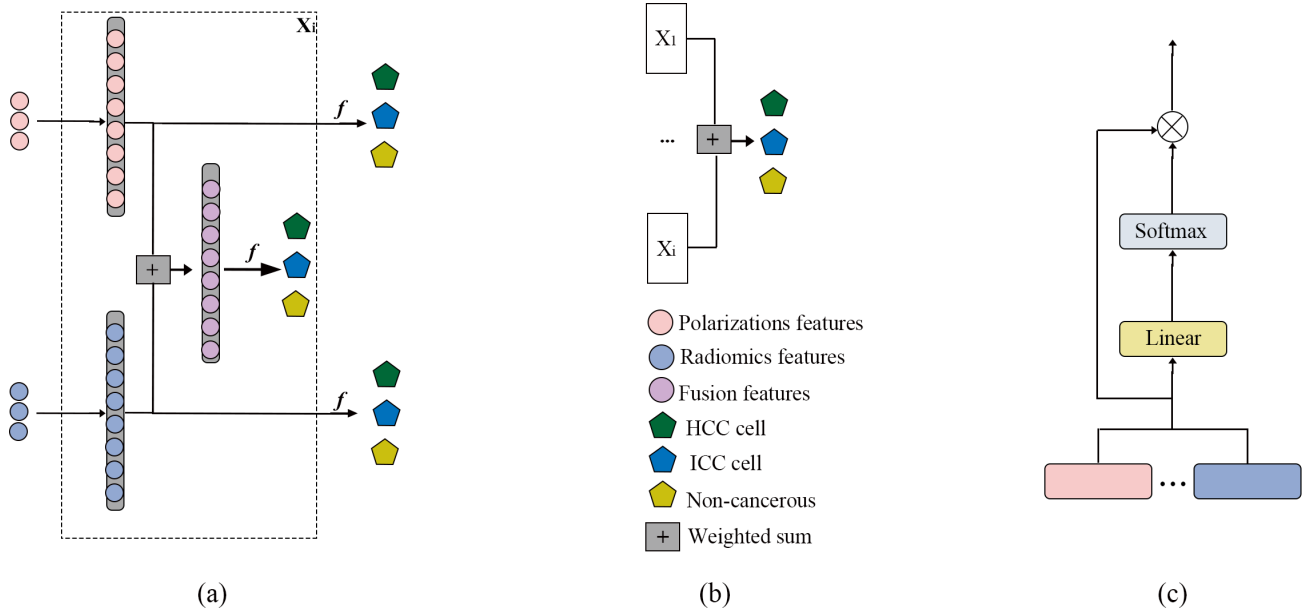 Xi
f
f
+
f
(a)
X1
...
+
Xi
Polarizations features
Radiomics features
Fusion features
HCC cell
ICC cell
Non-cancerous
+ Weighted sum
(b)
Softmax
Linear
...
(c)